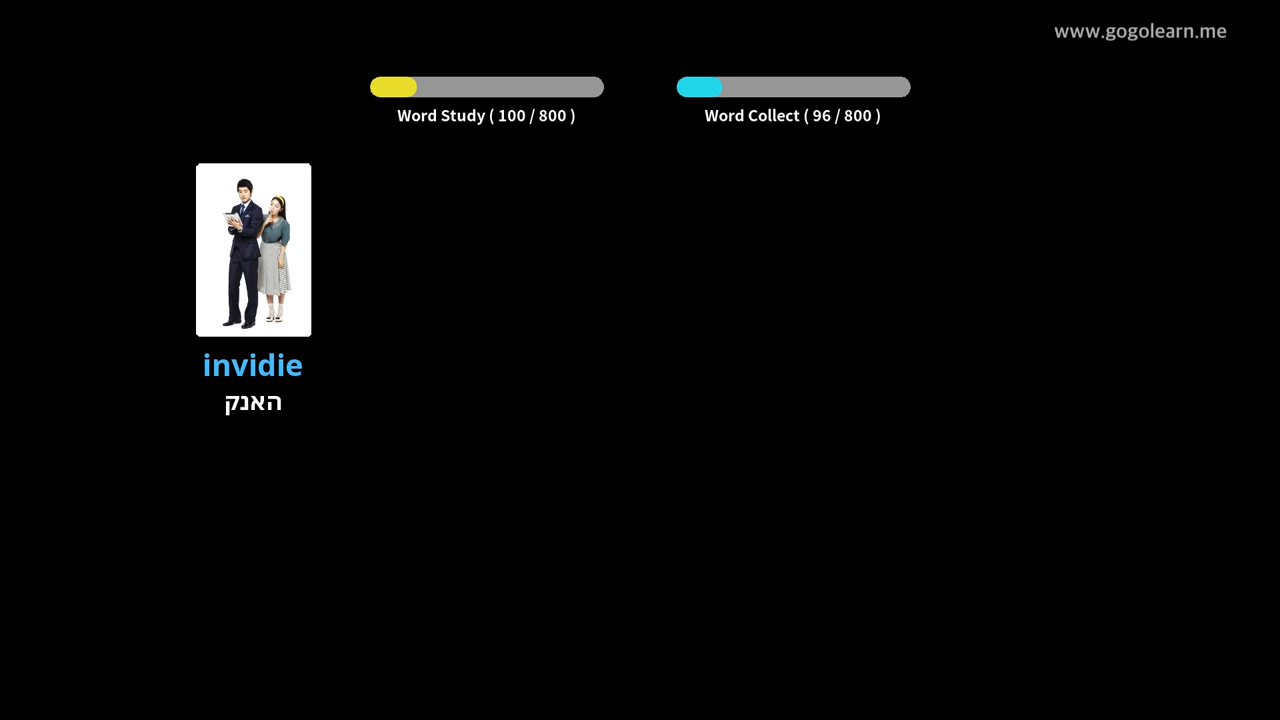 www.gogolearn.me
Word Study ( 100 / 800 )
Word Collect ( 96 / 800 )
invidie
האנק